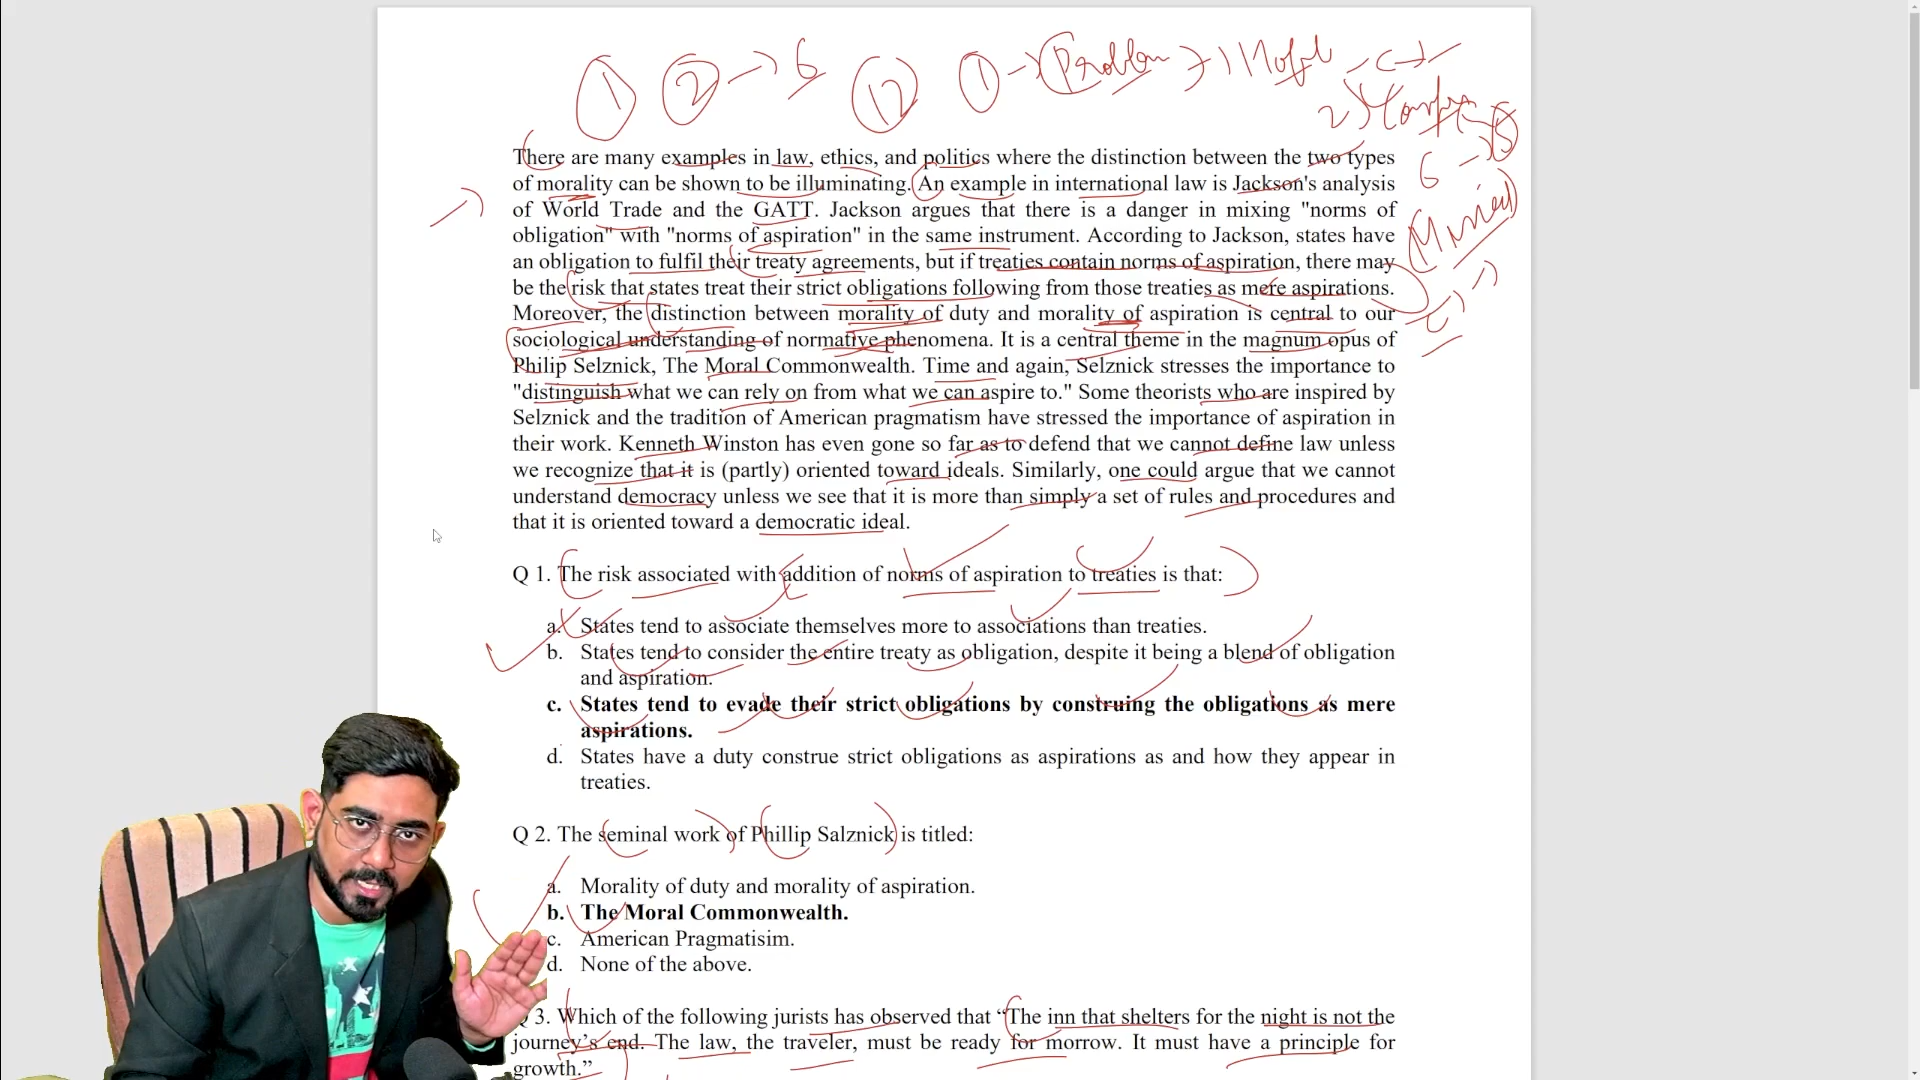 1 2 → 6 12 1 → Problem
2)
6
There are many examples in law, ethics, and politics where the distinction between the two types
of morality can be shown to be illuminating. An example in international law is Jackson's analysis
of World Trade and the GATT. Jackson argues that there is a danger in mixing "norms of
obligation" with "norms of aspiration" in the same instrument. According to Jackson, states have
an obligation to fulfil their treaty agreements, but if treaties contain norms of aspiration, there may
be the risk that states treat their strict obligations following from those treaties as mere aspirations.
Moreover, the distinction between morality of duty and morality of aspiration is central to our
sociological understanding of normative phenomena. It is a central theme in the magnum opus of
Philip Selznick, The Moral Commonwealth. Time and again, Selznick stresses the importance to
"distinguish what we can rely on from what we can aspire to." Some theorists who are inspired by
Selznick and the tradition of American pragmatism have stressed the importance of aspiration in
their work. Kenneth Winston has even gone so far as to defend that we cannot define law unless
we recognize that it is (partly) oriented toward ideals. Similarly, one could argue that we cannot
understand democracy unless we see that it is more than simply a set of rules and procedures and
that it is oriented toward a democratic ideal.
Q 1. The risk associated with addition of norms of aspiration to treaties is that:
a. States tend to associate themselves more to associations than treaties.
b. States tend to consider the entire treaty as obligation, despite it being a blend of obligation
and aspiration.
c. States tend to evade their strict obligations by construing the obligations as mere
aspirations.
d. States have a duty construe strict obligations as aspirations as and how they appear in
treaties.
Q 2. The seminal work of Phillip Salznick is titled:
a. Morality of duty and morality of aspiration.
b. The Moral Commonwealth.
c. American Pragmatisim.
d. None of the above.
3. Which of the following jurists has observed that “The inn that shelters for the night is not the
journey’s end. The law, the traveler, must be ready for morrow. It must have a principle for
growth.”